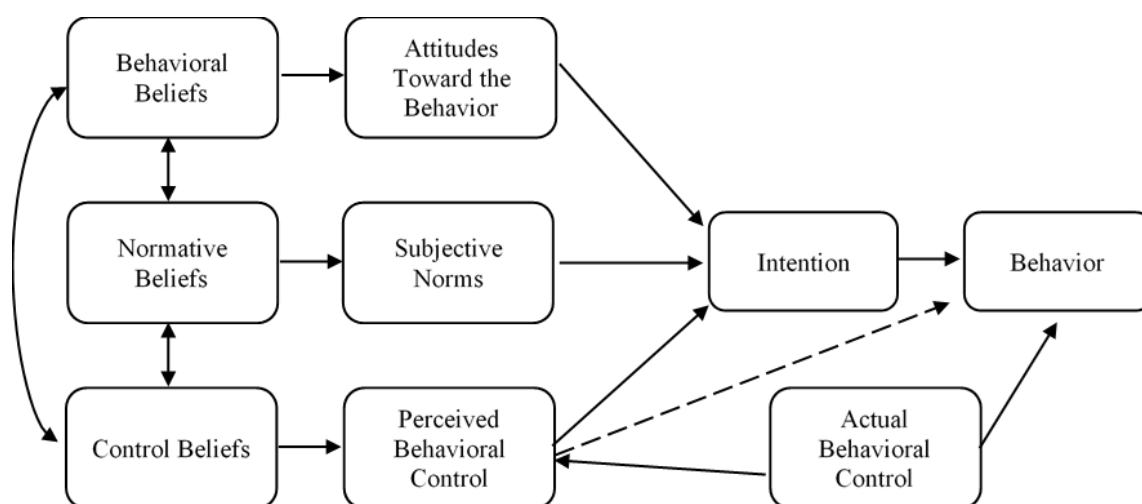 Behavioral
Beliefs
Attitudes
Toward the
Behavior
Normative
Beliefs
Subjective
Norms
Intention
Behavior
Control Beliefs
Perceived
Behavioral
Control
Actual
Behavioral
Control